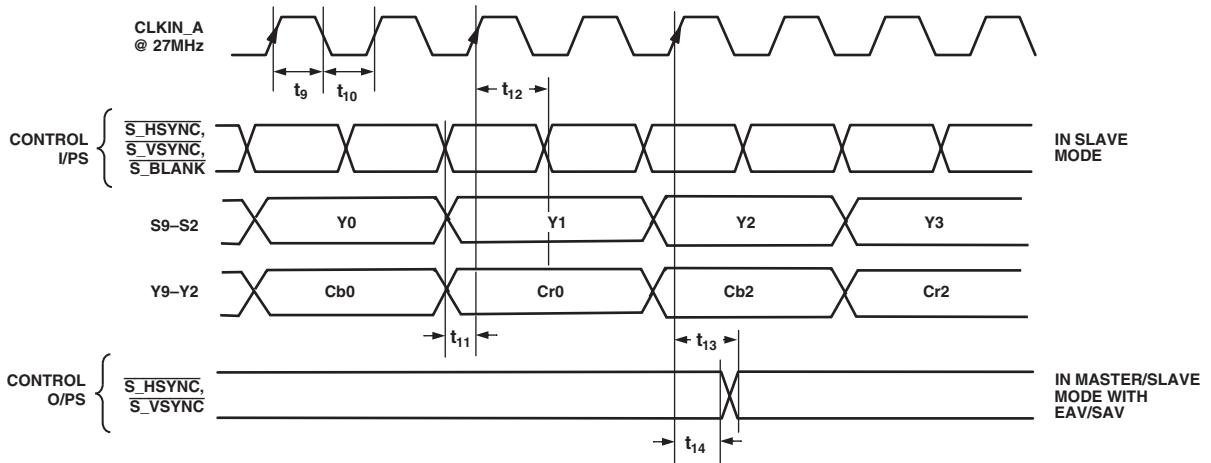 CLKIN_A
@ 27MHz
t9
t10
t12
CONTROL
I/PS
S_HSYNC,
S_VSYNC,
S_BLANK
IN SLAVE
MODE
S9–S2
Y0
Y1
Y2
Y3
Y9–Y2
Cb0
Cr0
Cb2
Cr2
t11
t13
CONTROL
O/PS
S_HSYNC,
S_VSYNC
IN MASTER/SLAVE
MODE WITH
EAV/SAV
t14